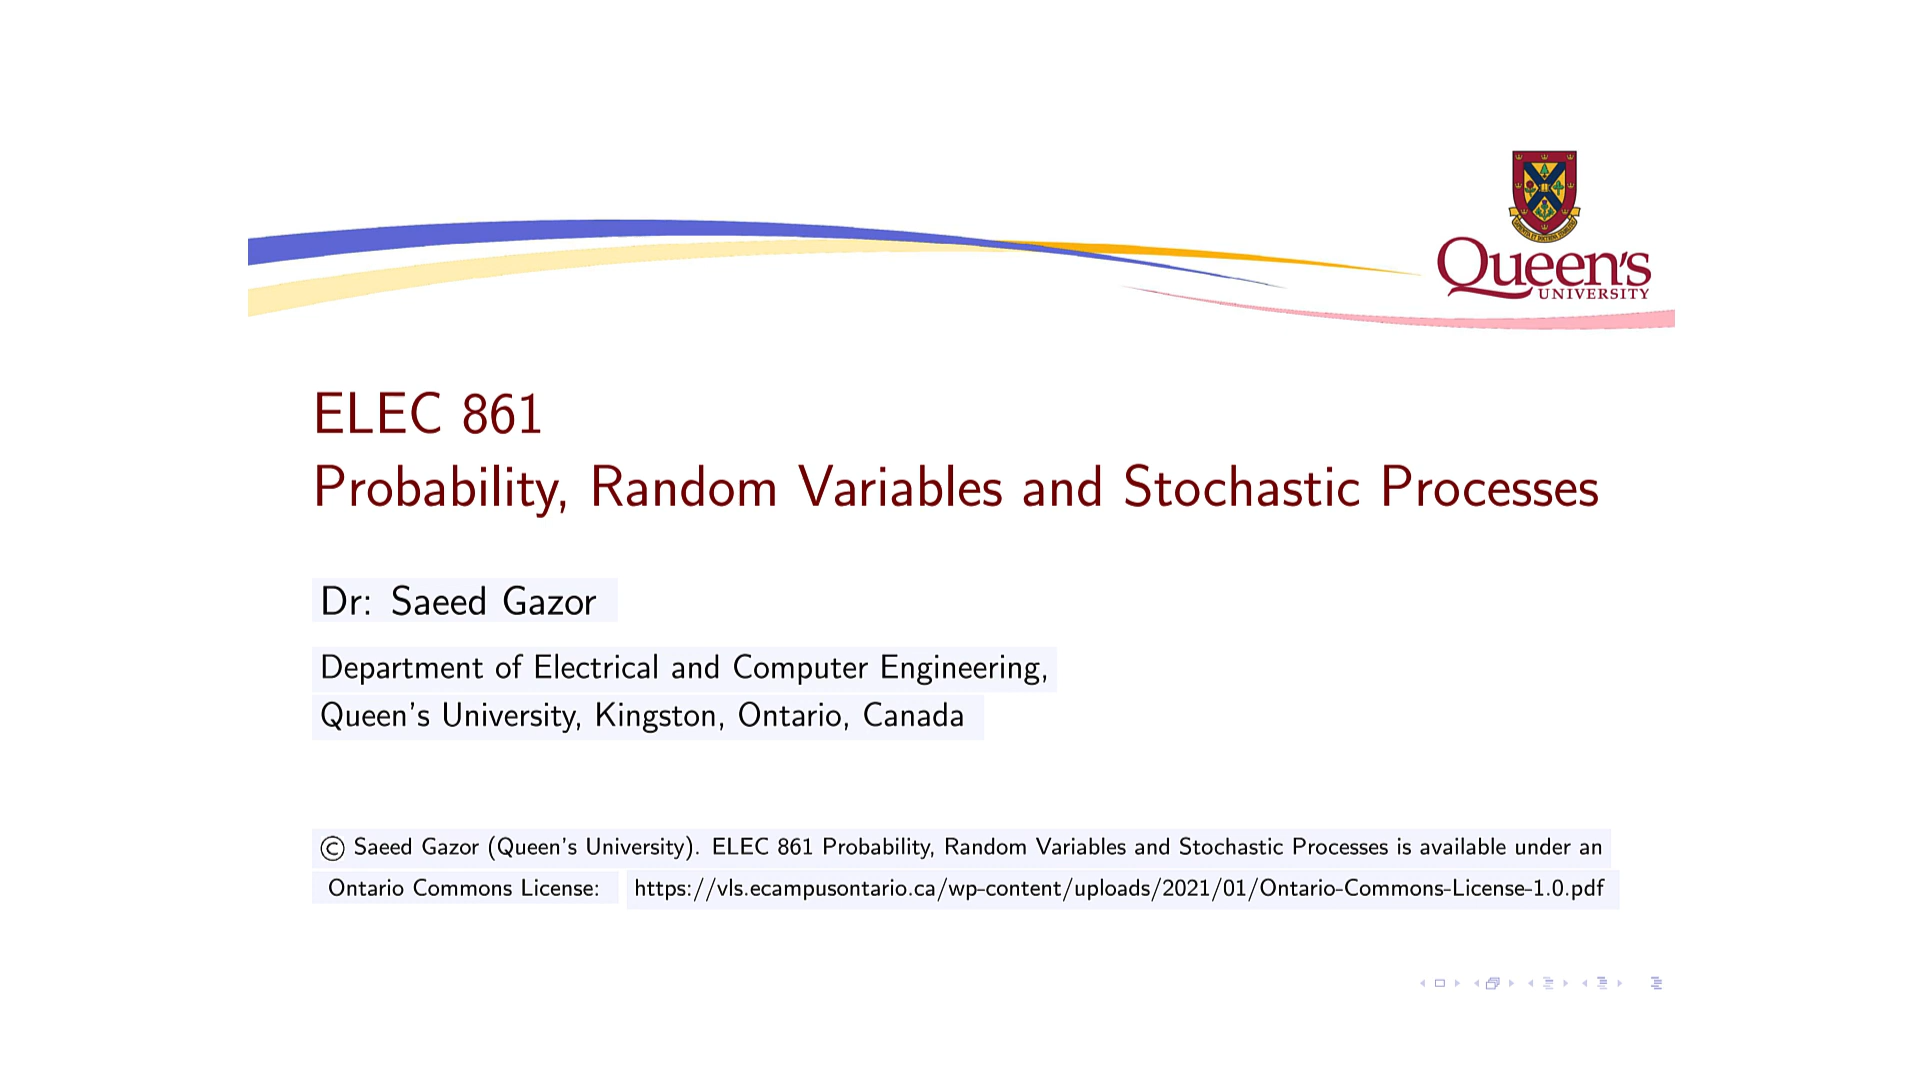 Queen's
UNIVERSITY
ELEC 861
Probability, Random Variables and Stochastic Processes
Dr: Saeed Gazor
Department of Electrical and Computer Engineering,
Queen's University, Kingston, Ontario, Canada
© Saeed Gazor (Queen's University). ELEC 861 Probability, Random Variables and Stochastic Processes is available under an
Ontario Commons License: https://vls.ecampusontario.ca/wp-content/uploads/2021/01/Ontario-Commons-License-1.0.pdf